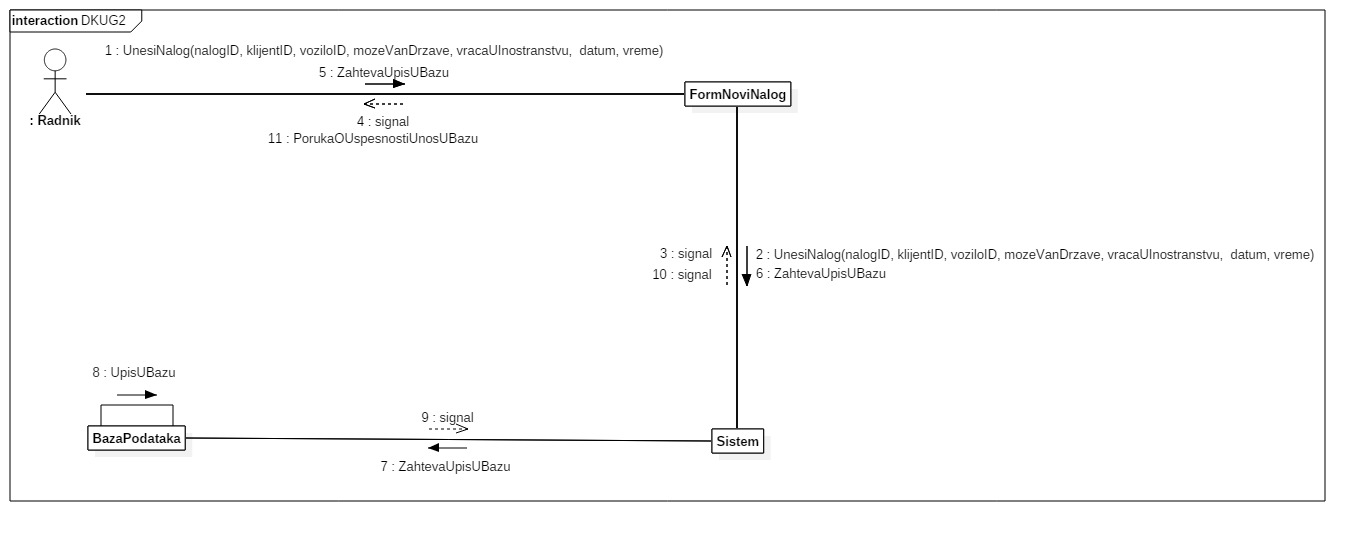 interaction DKUG2
1 : UnesiNalog(nalogID, klijentID, voziloID, mozeVanDrzave, vracaUInostranstvu,  datum, vreme)
5 : ZahtevaUpisUBazu
: Radnik
FormNoviNalog
4 : signal
11 : PorukaOUspesnostiUnosUBazu
3 : signal
10 : signal
2 : UnesiNalog(nalogID, klijentID, voziloID, mozeVanDrzave, vracaUInostranstvu,  datum, vreme)
6 : ZahtevaUpisUBazu
8 : UpisUBazu
BazaPodataka
9 : signal
7 : ZahtevaUpisUBazu
Sistem